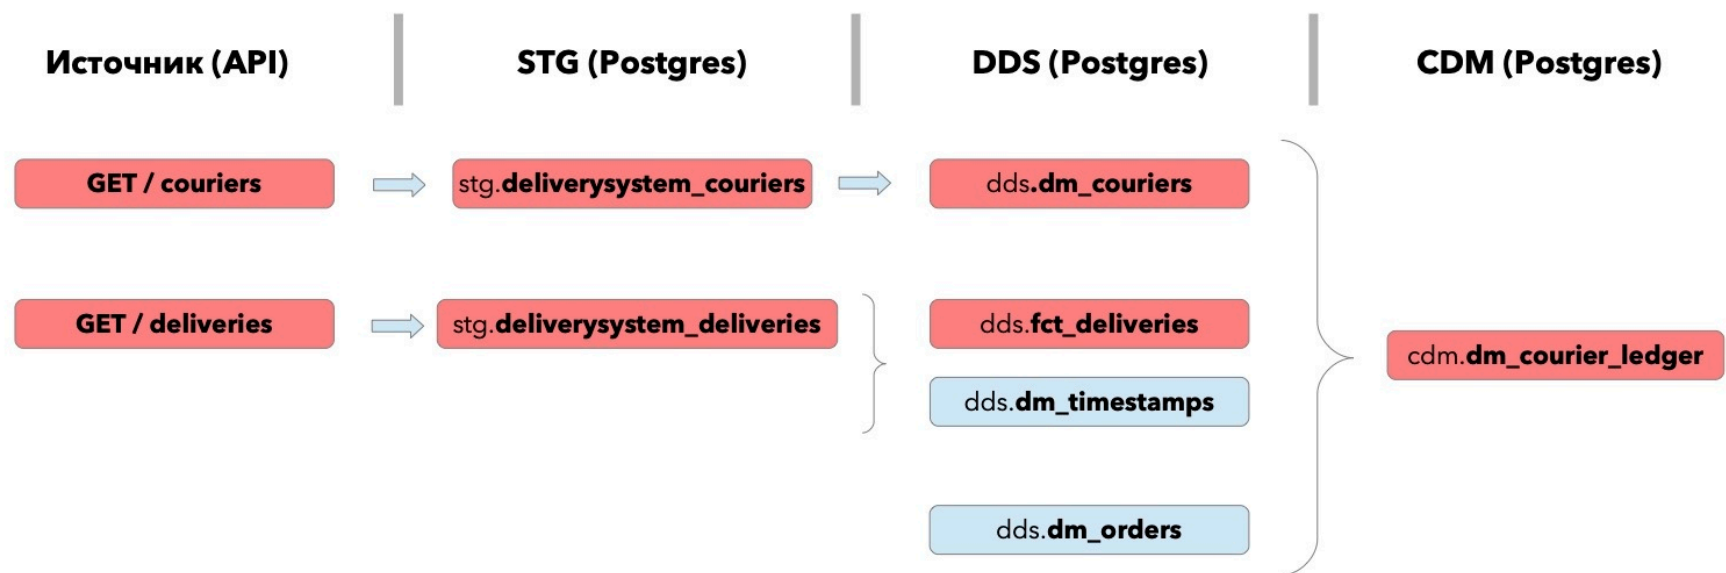 Источник (API)
STG (Postgres)
DDS (Postgres)
CDM (Postgres)
GET / couriers
stg.deliverysystem_couriers
dds.dm_couriers
GET / deliveries
stg.deliverysystem_deliveries
dds.fct_deliveries
cdm.dm_courier_ledger
dds.dm_timestamps
dds.dm_orders